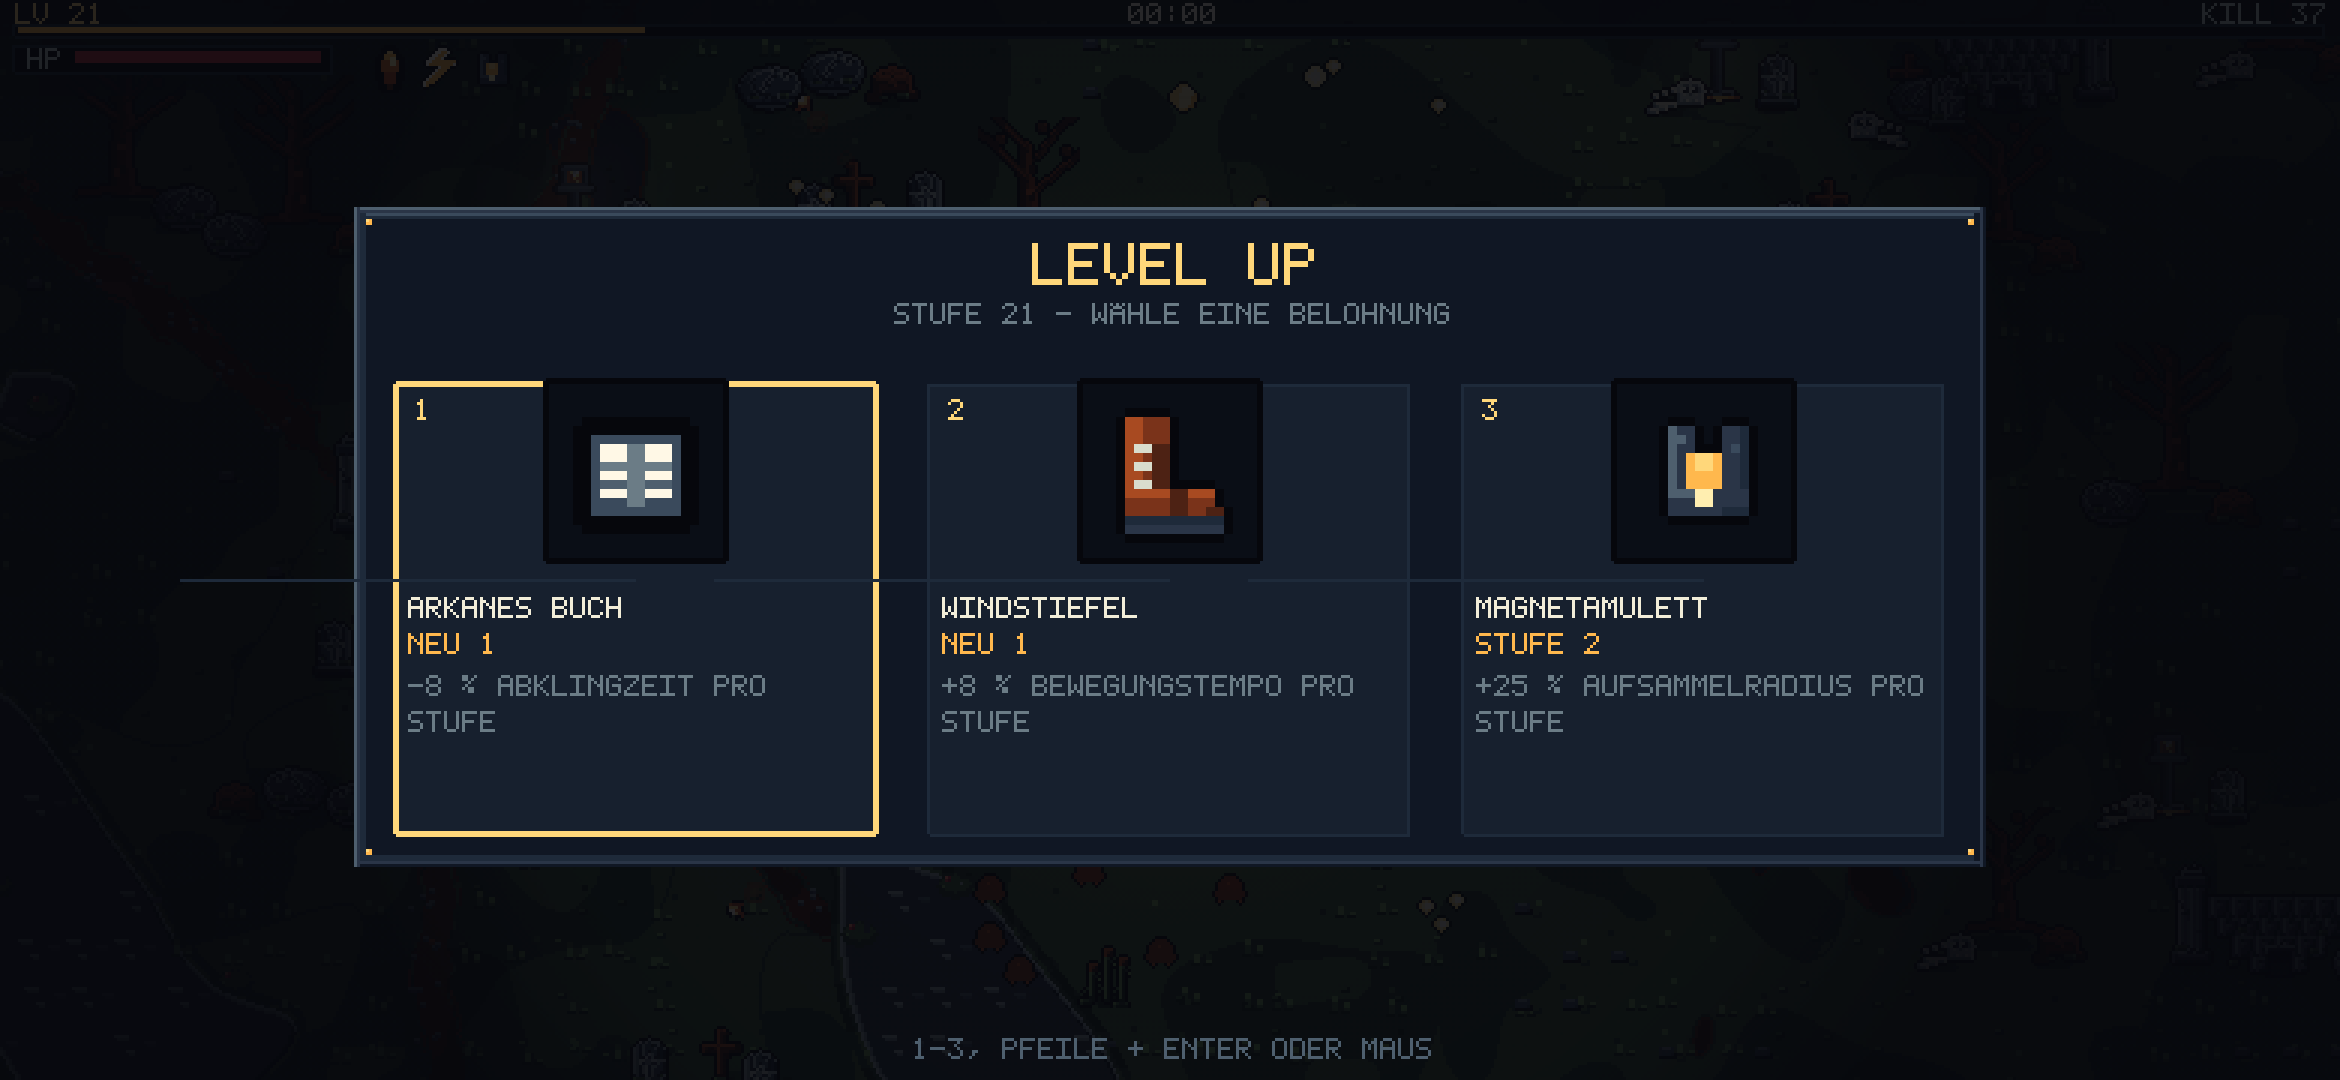 LV 21
00:00
KILL 37
HP
LEVEL UP
STUFE 21 - WÄHLE EINE BELOHNUNG
1
ARKANES BUCH
NEU 1
-8 % ABKLINGZEIT PRO
STUFE
2
WINDSTIEFEL
NEU 1
+8 % BEWEGUNGSTEMPO PRO
STUFE
3
MAGNETAMULETT
STUFE 2
+25 % AUFSAMMELRADIUS PRO
STUFE
1-3, PFEILE + ENTER ODER MAUS